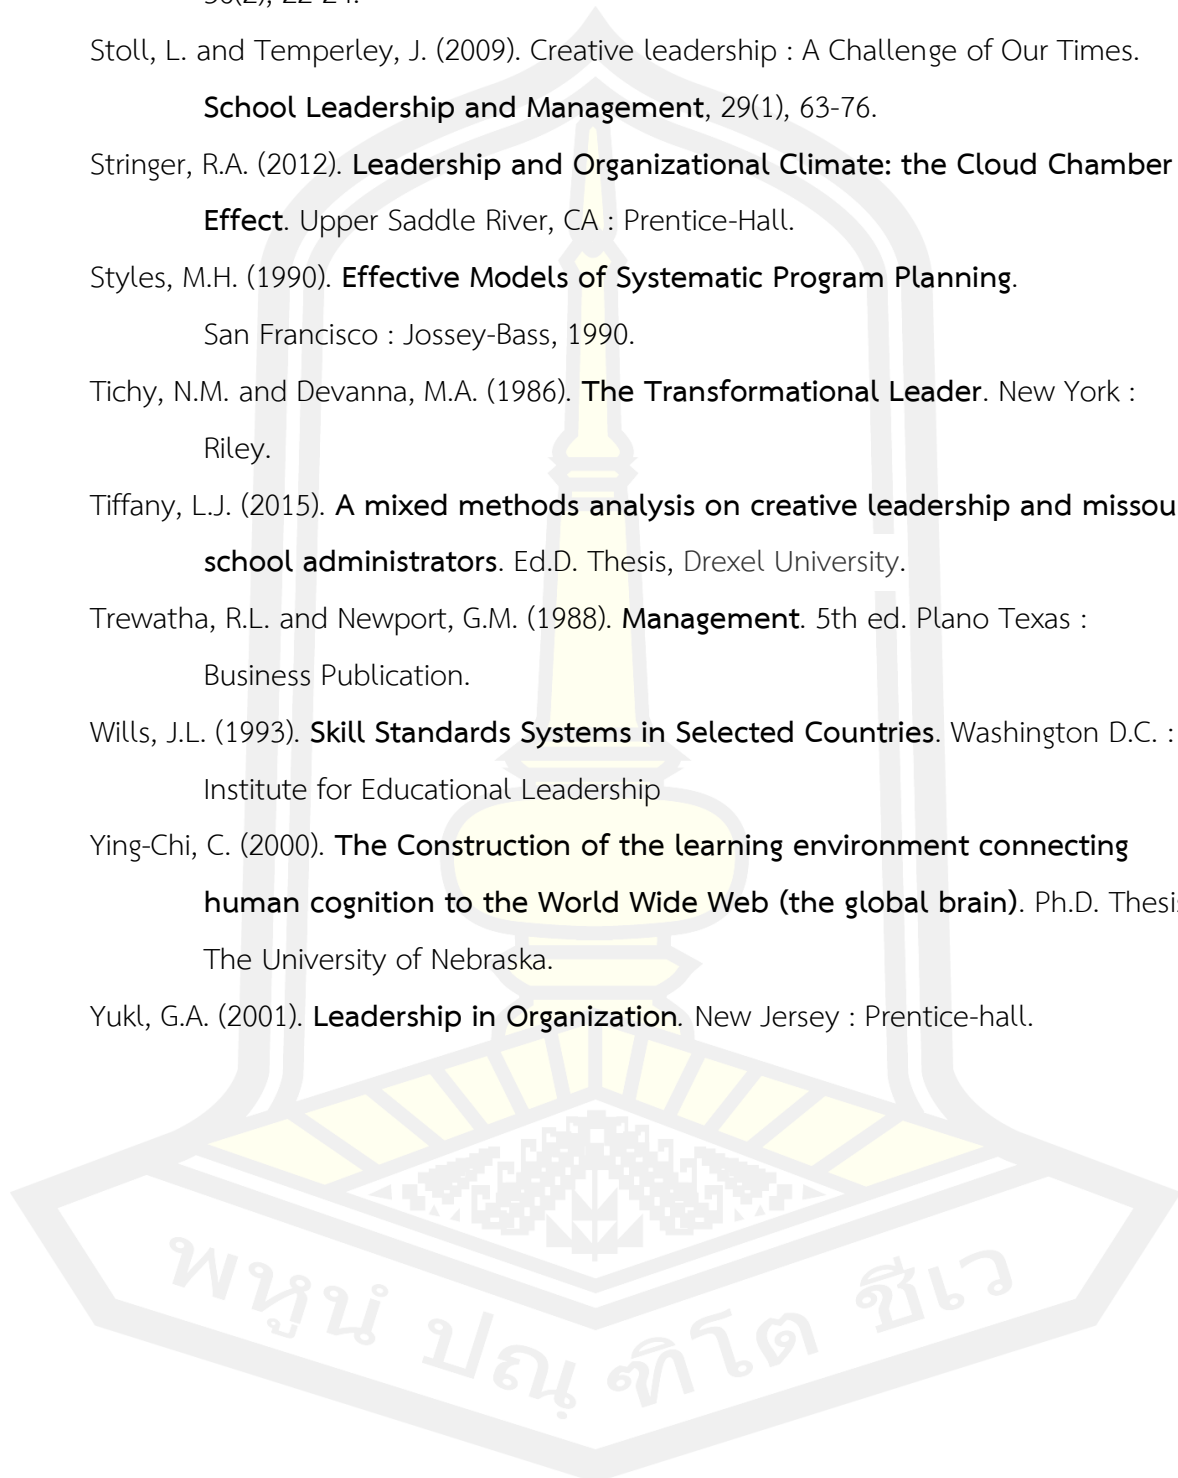 Stoll, L. and Temperley, J. (2009). Creative leadership : A Challenge of Our Times.
School Leadership and Management, 29(1), 63-76.
Stringer, R.A. (2012). Leadership and Organizational Climate: the Cloud Chamber
Effect. Upper Saddle River, CA : Prentice-Hall.
Styles, M.H. (1990). Effective Models of Systematic Program Planning.
San Francisco : Jossey-Bass, 1990.
Tichy, N.M. and Devanna, M.A. (1986). The Transformational Leader. New York :
Riley.
Tiffany, L.J. (2015). A mixed methods analysis on creative leadership and missou
school administrators. Ed.D. Thesis, Drexel University.
Trewatha, R.L. and Newport, G.M. (1988). Management. 5th ed. Plano Texas :
Business Publication.
Wills, J.L. (1993). Skill Standards Systems in Selected Countries. Washington D.C. :
Institute for Educational Leadership
Ying-Chi, C. (2000). The Construction of the learning environment connecting
human cognition to the World Wide Web (the global brain). Ph.D. Thesis
The University of Nebraska.
Yukl, G.A. (2001). Leadership in Organization. New Jersey : Prentice-hall.
พหูนํ ปณฺ ฑิโต ชีเว